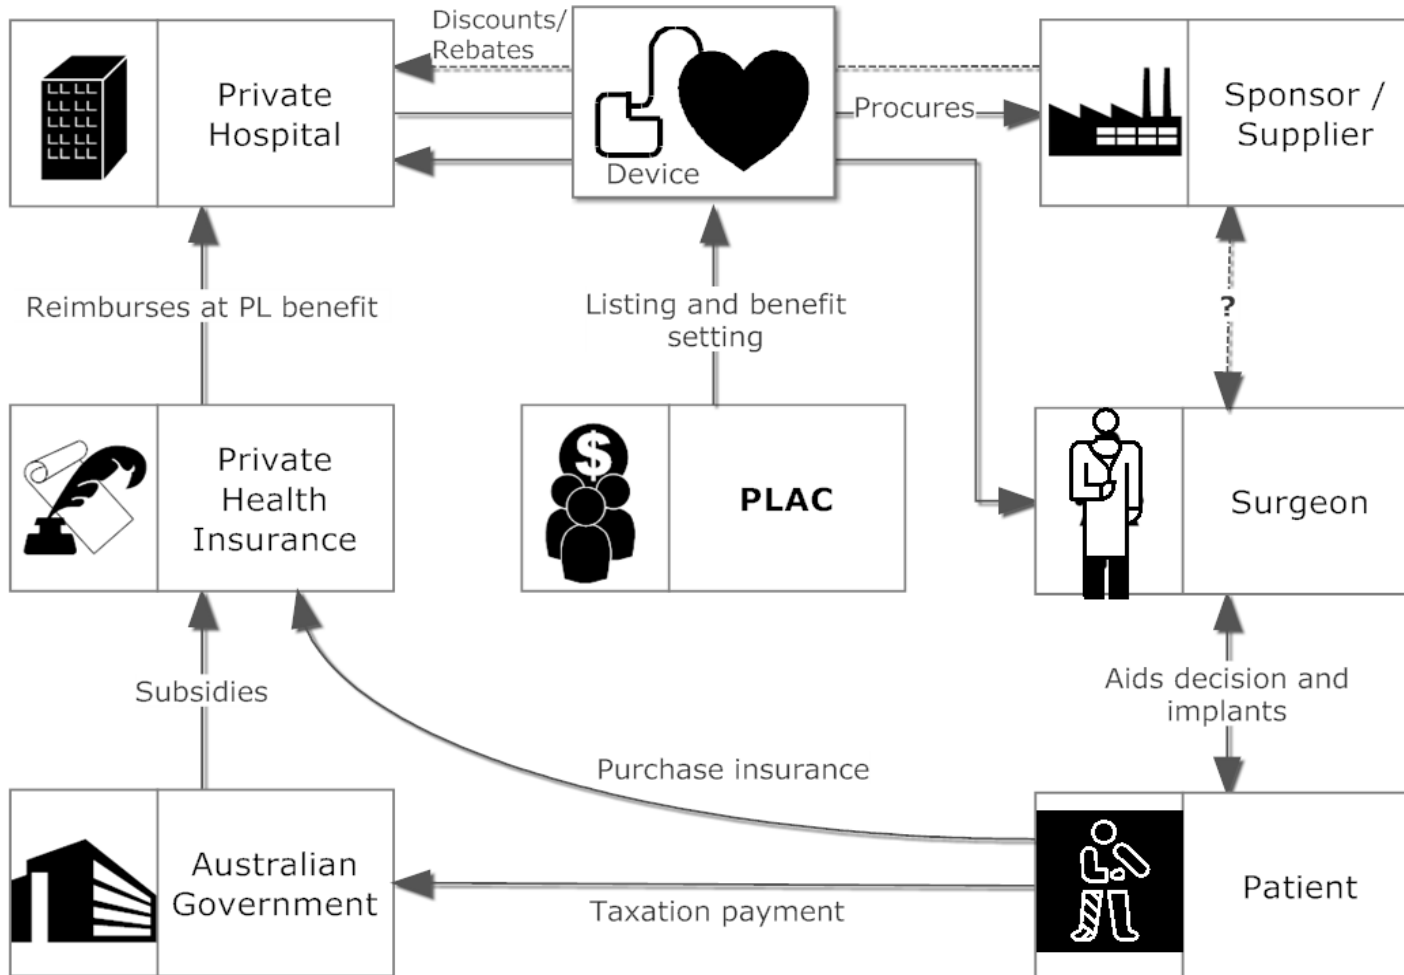 Discounts/
Rebates
Private
Hospital
Device
Procures
Sponsor /
Supplier
Reimburses at PL benefit
Listing and benefit
setting
?
Private
Health
Insurance
$
PLAC
Surgeon
Subsidies
Aids decision and
implants
Purchase insurance
Australian
Government
Taxation payment
Patient